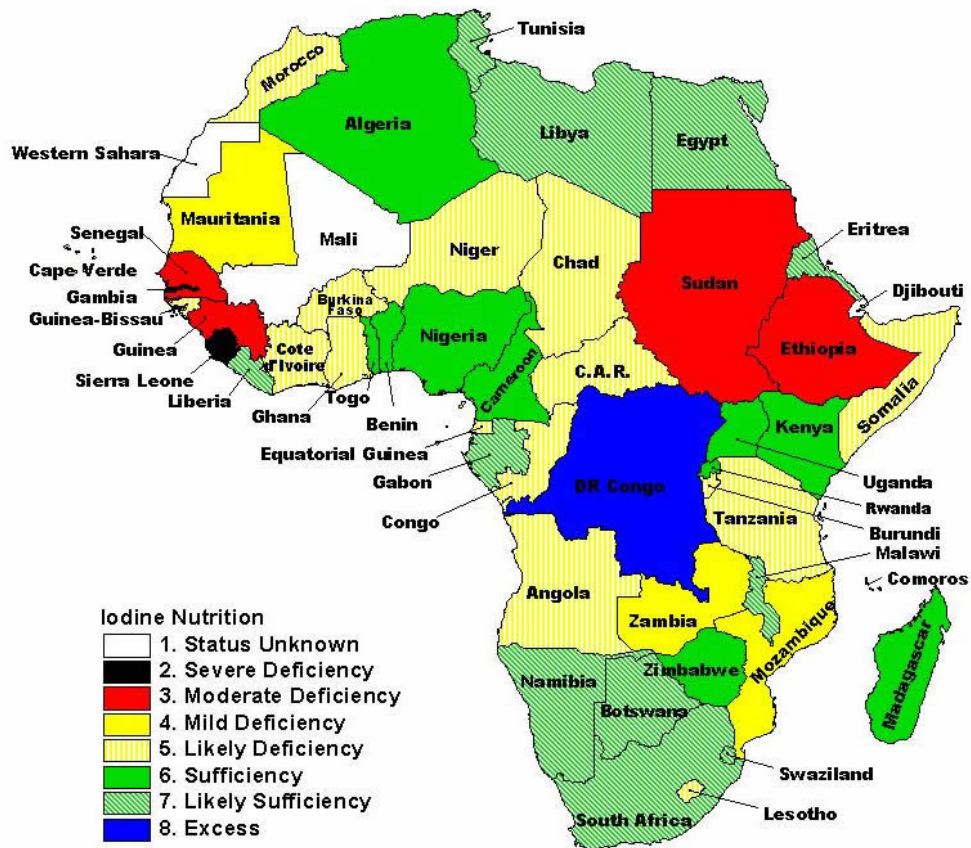 Tunisia
Morocco
Algeria
Libya
Egypt
Western Sahara
Mauritania
Mali
Niger
Chad
Sudan
Eritrea
Senegal
Cape Verde
Gambia
Guinea-Bissau
Guinea
Sierra Leone
Liberia
Burkina
Faso
Cote
d'Ivoire
Ghana
Togo
Benin
Nigeria
Cameroon
C.A.R.
Djibouti
Ethiopia
Somalia
Equatorial Guinea
Gabon
Congo
DR Congo
Kenya
Uganda
Rwanda
Burundi
Tanzania
Malawi
Comoros
Angola
Zambia
Mozambique
Madagascar
Zimbabwe
Namibia
Botswana
Swaziland
Lesotho
South Africa
Iodine Nutrition
1. Status Unknown
2. Severe Deficiency
3. Moderate Deficiency
4. Mild Deficiency
5. Likely Deficiency
6. Sufficiency
7. Likely Sufficiency
8. Excess